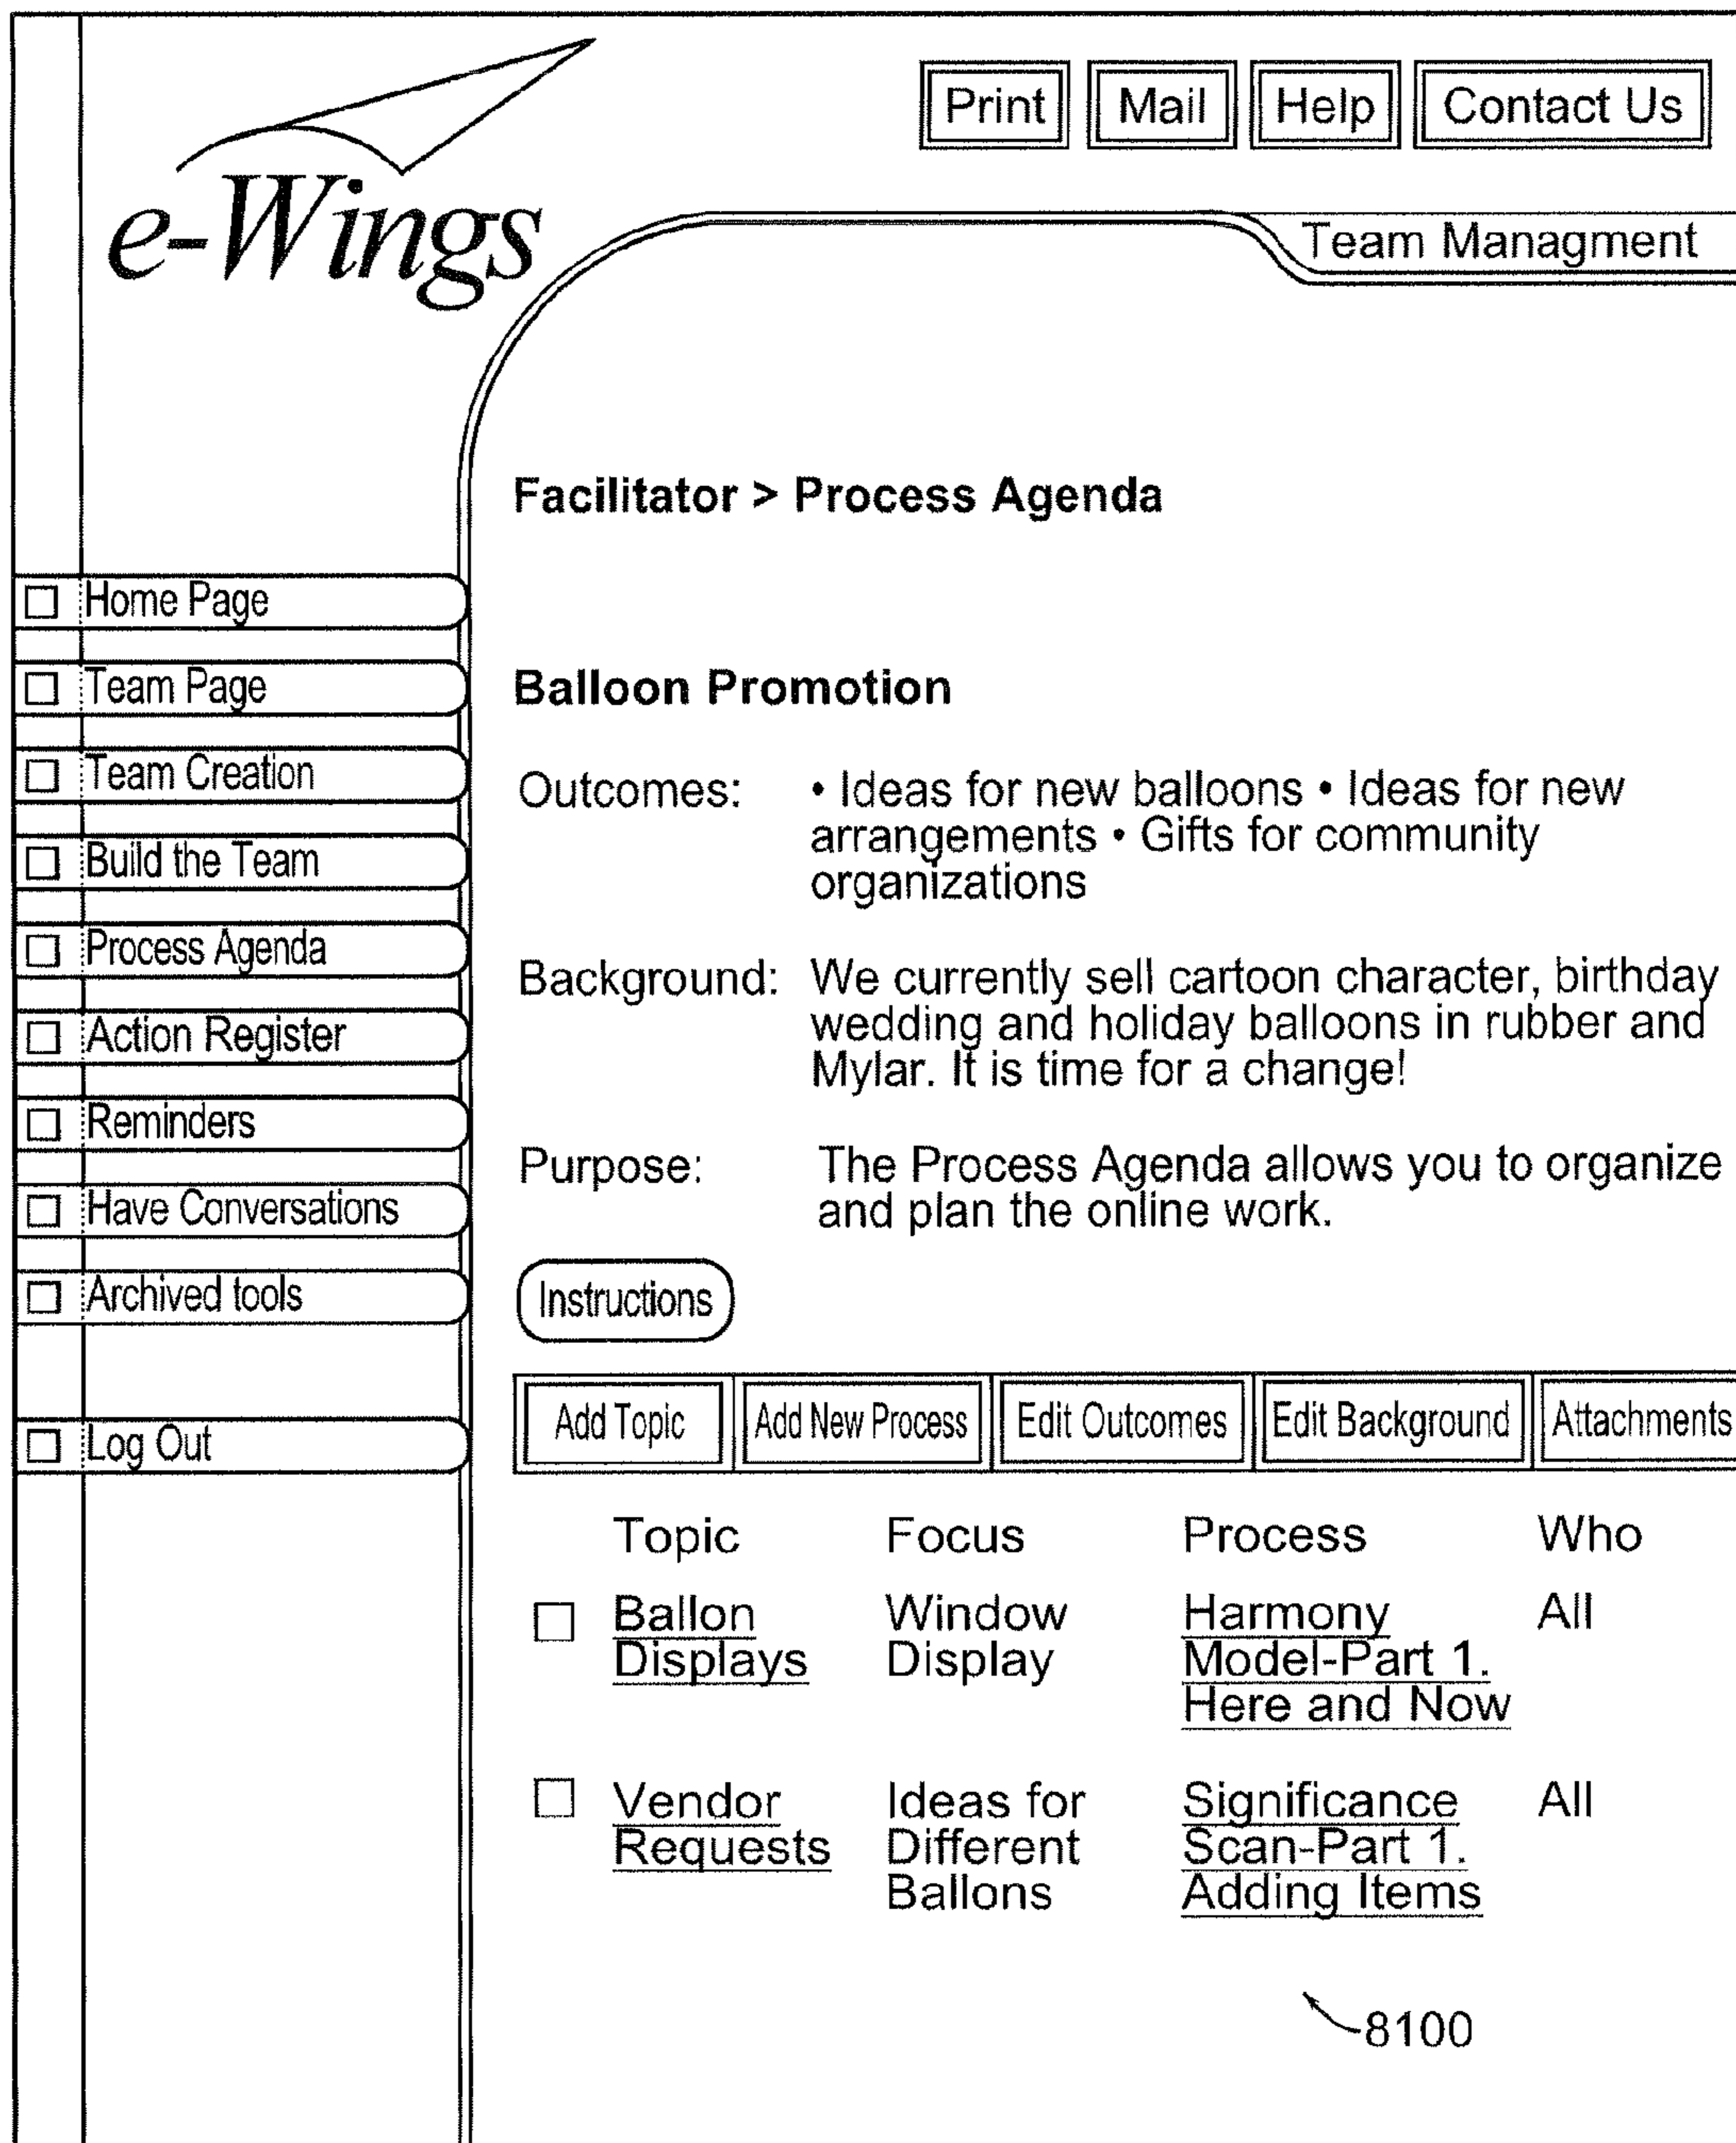 Print Mail Help Contact Us
e-Wings
Team Managment
Facilitator > Process Agenda
Home Page
Team Page
Team Creation
Build the Team
Process Agenda
Action Register
Reminders
Have Conversations
Archived tools
Log Out
Balloon Promotion
Outcomes: • Ideas for new balloons • Ideas for new
arrangements • Gifts for community
organizations
Background: We currently sell cartoon character, birthday
wedding and holiday balloons in rubber and
Mylar. It is time for a change!
Purpose: The Process Agenda allows you to organize
and plan the online work.
Instructions
Add Topic Add New Process Edit Outcomes Edit Background Attachments
Topic Focus Process Who
Ballon Window Harmony All
Displays Display Model-Part 1.
Here and Now
Vendor Ideas for Significance All
Requests Different Scan-Part 1.
Ballons Adding Items
8100